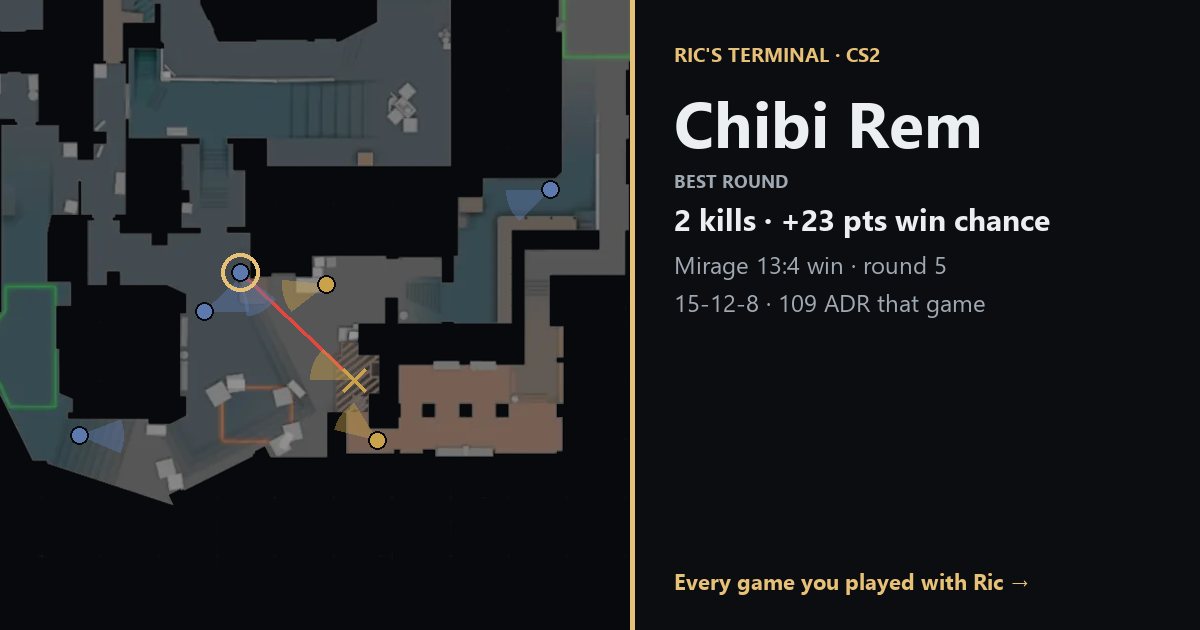 RIC'S TERMINAL · CS2
Chibi Rem
BEST ROUND
2 kills · +23 pts win chance
Mirage 13:4 win · round 5
15-12-8 · 109 ADR that game
Every game you played with Ric →